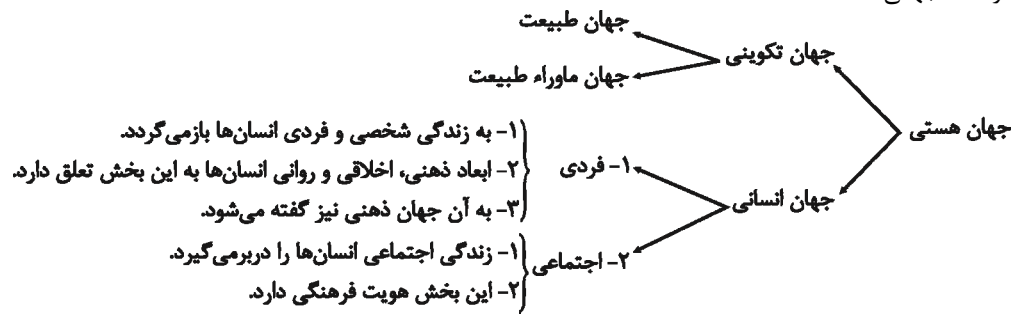 جهان هستی
جهان تکوینی
جهان طبیعت
جهان ماوراء طبیعت
جهان انسانی
۱- فردی
۱- به زندگی شخصی و فردی انسان‌ها بازمی‌گردد.
۲- ابعاد ذهنی، اخلاقی و روانی انسان‌ها به این بخش تعلق دارد.
۳- به آن جهان ذهنی نیز گفته می‌شود.
۲- اجتماعی
۱- زندگی اجتماعی انسان‌ها را دربرمی‌گیرد.
۲- این بخش هویت فرهنگی دارد.